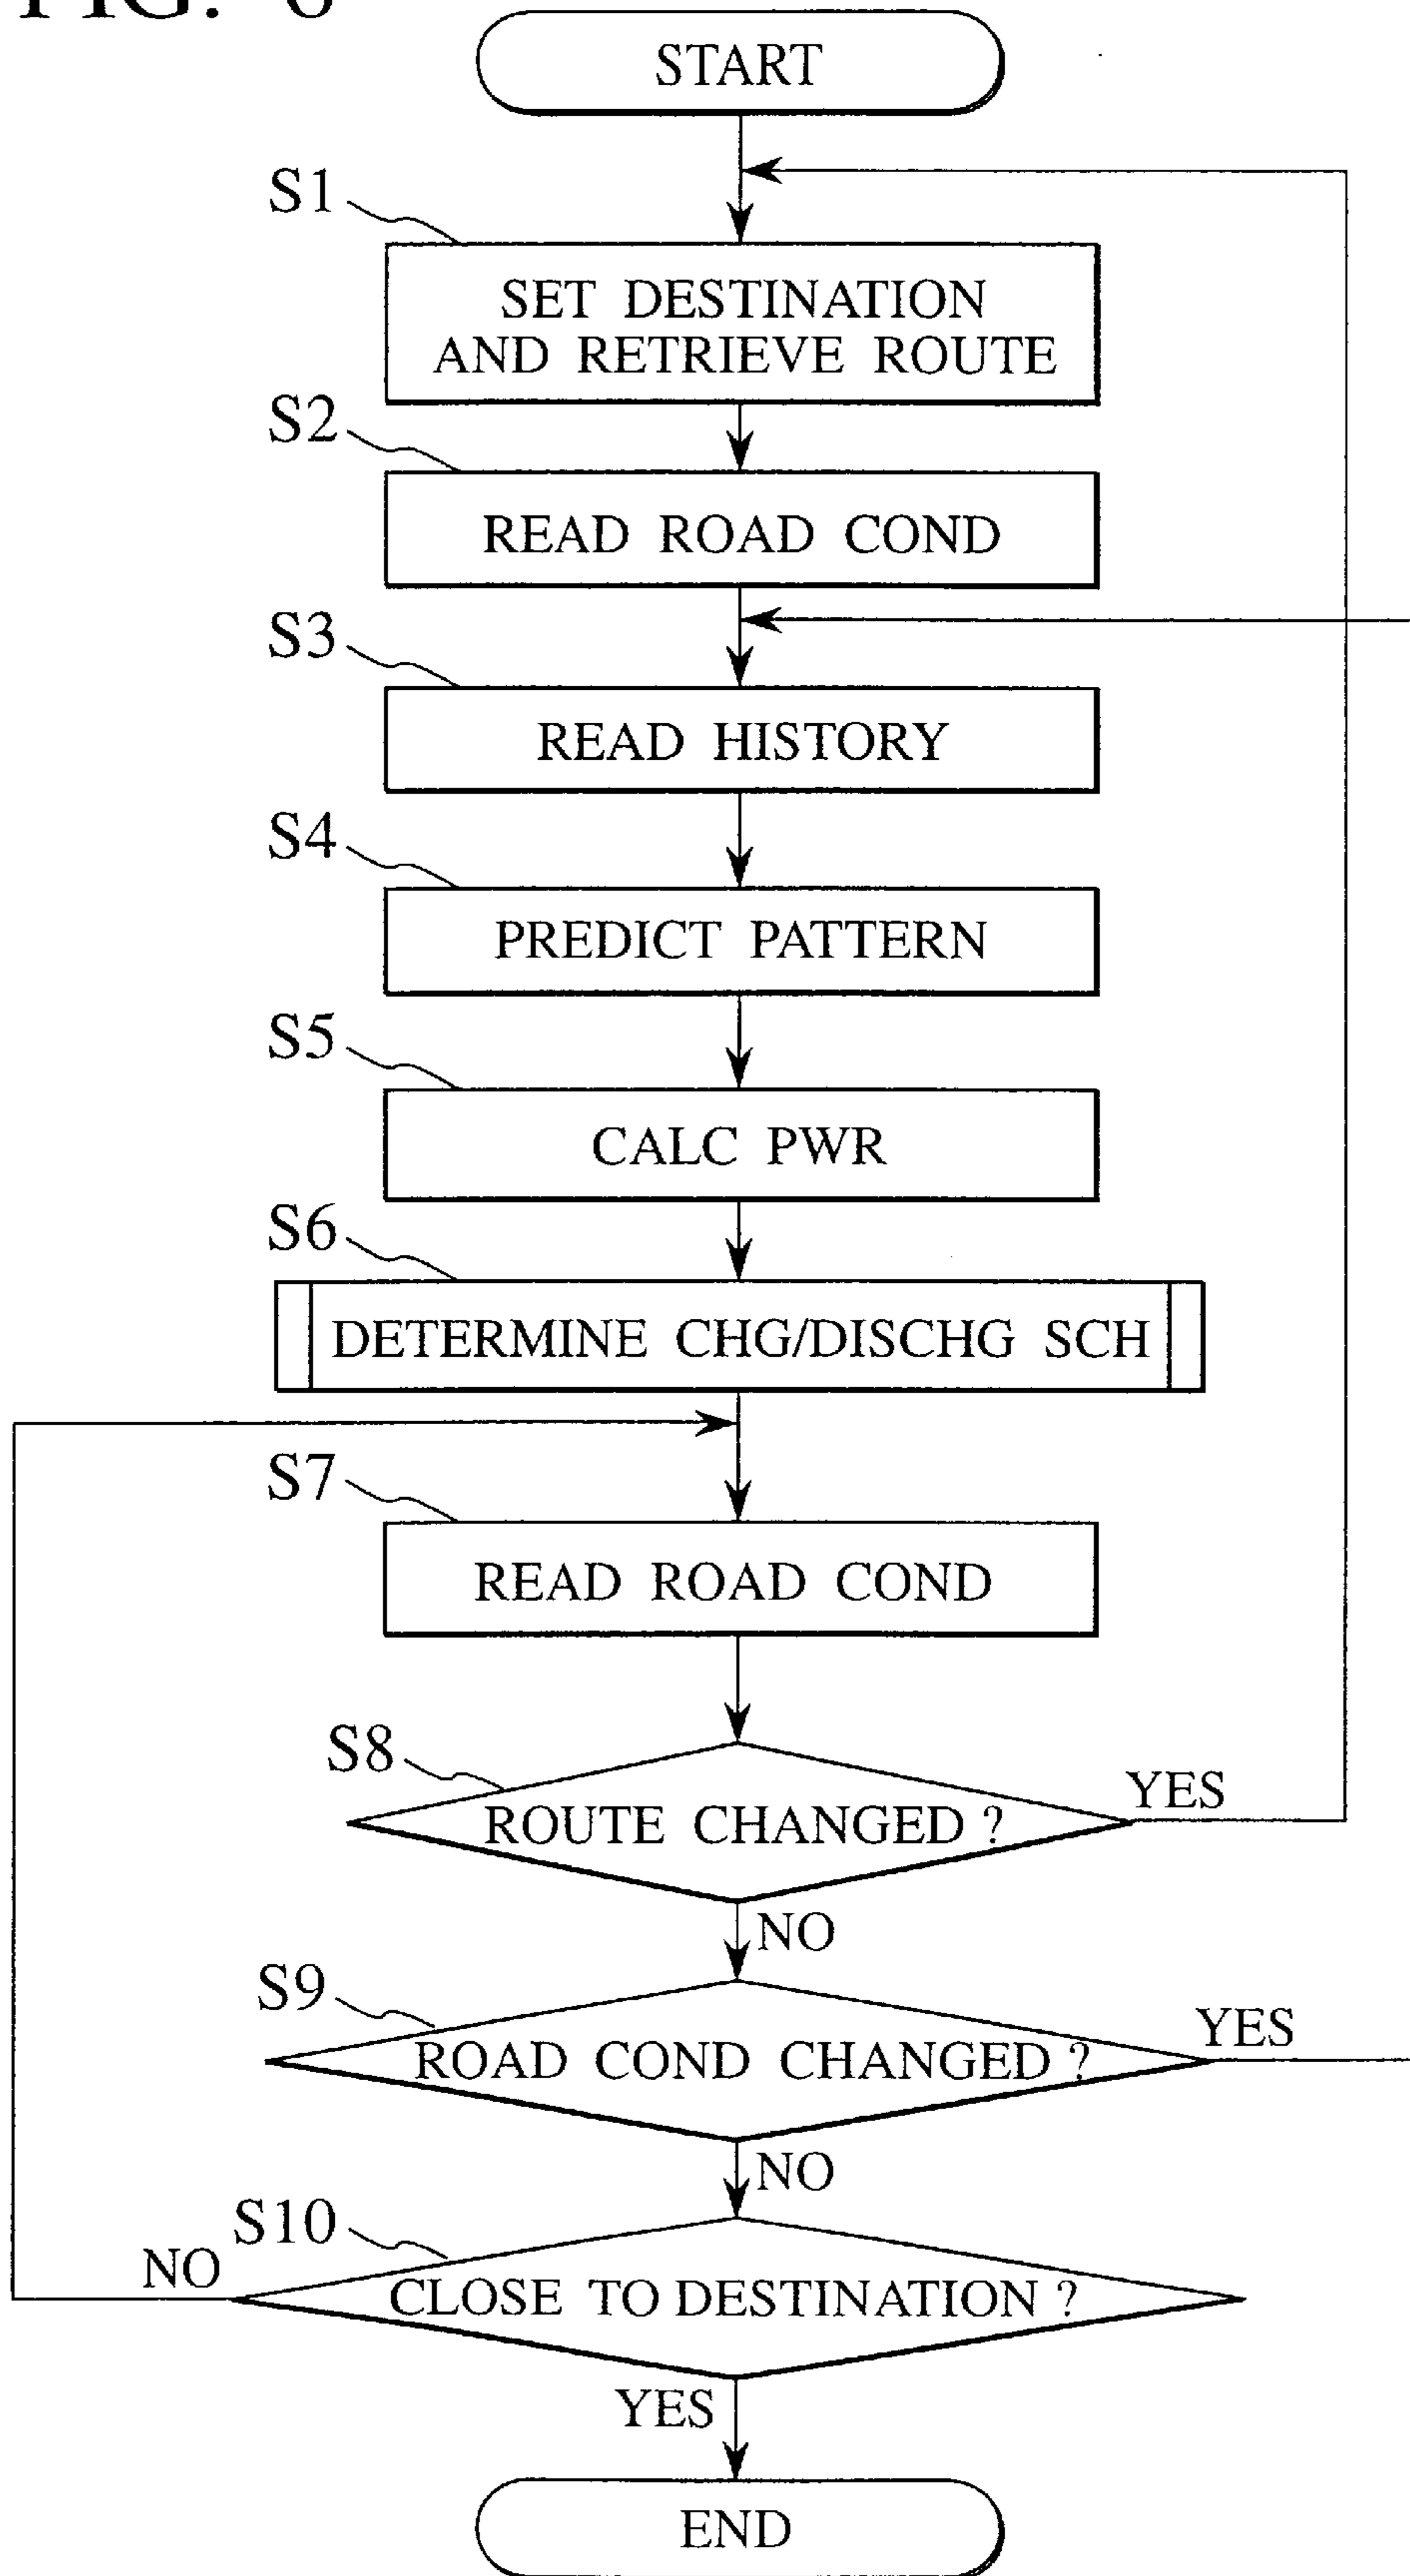 START
S1
SET DESTINATION
AND RETRIEVE ROUTE
S2
READ ROAD COND
S3
READ HISTORY
S4
PREDICT PATTERN
S5
CALC PWR
S6
DETERMINE CHG/DISCHG SCH
S7
READ ROAD COND
S8
ROUTE CHANGED ?
YES
NO
S9
ROAD COND CHANGED ?
YES
NO
S10
CLOSE TO DESTINATION ?
NO
YES
END